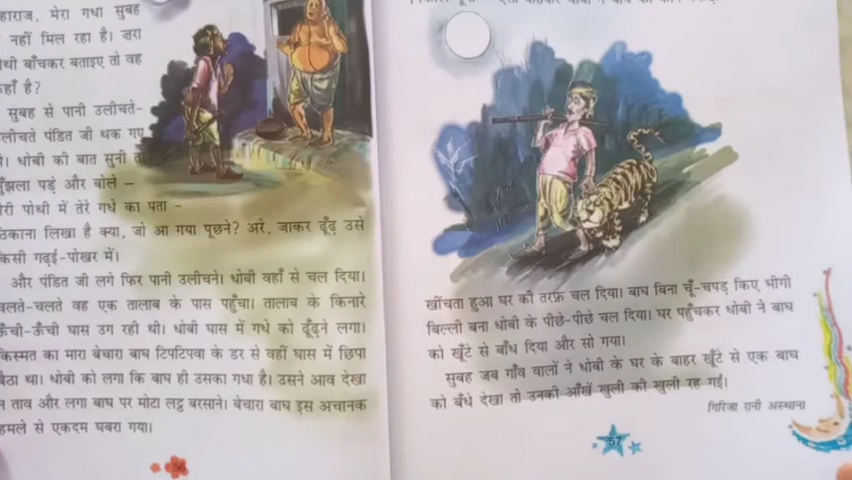 हाराज, मेरा गधा सुबह
नहीं मिल रहा है। ज़रा
थी बाँचकर बताइए तो वह
हाँ है?
सुबह से पानी उलीचते-
लीचते पंडित जी थक गए
। धोबी की बात सुनी
झला पड़े और बोले –
री पोथी में तेरे गधे का पता -
ठिकाना लिखा है क्या, जो आ गया पूछने? अरे, जाकर ढूँढ़ उसे
किसी गढ़ई-पोखर में।
और पंडित जी लगे फिर पानी उलीचने। धोबी वहाँ से चल दिया।
चलते-चलते वह एक तालाब के पास पहुँचा। तालाब के किनारे
ऊँची-ऊँची घास उग रही थी। धोबी घास में गधे को ढूँढ़ने लगा।
किस्मत का मारा बेचारा बाघ टिपटिपवा के डर से वहीं घास में छिपा
बैठा था। धोबी को लगा कि बाघ ही उसका गधा है। उसने आव देखा
न ताव और लगा बाघ पर मोटा लट्ठ बरसाने। बेचारा बाघ इस अचानक
हमले से एकदम घबरा गया।
56
खींचता हुआ घर की तरफ़ चल दिया। बाघ बिना चूँ-चपड़ किए भीगी
बिल्ली बना धोबी के पीछे-पीछे चल दिया। घर पहुँचकर धोबी ने बाघ
को खूँटे से बाँध दिया और सो गया।
सुबह जब गाँव वालों ने धोबी के घर के बाहर खूँटे से एक बाघ
को बँधे देखा तो उनकी आँखें खुली की खुली रह गईं।
गिरिजा रानी अस्थाना
57